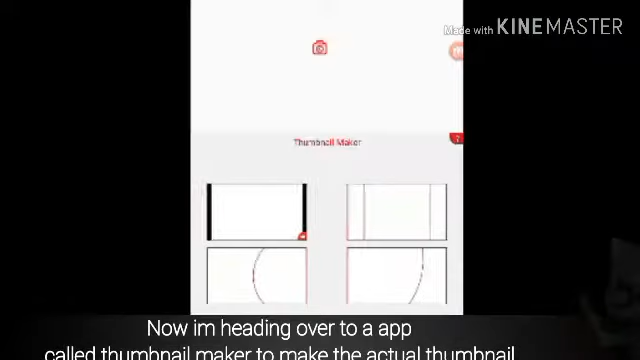 Made with KINEMASTER
Thumbnail Maker
Now im heading over to a app
called thumbnail maker to make the actual thumbnail